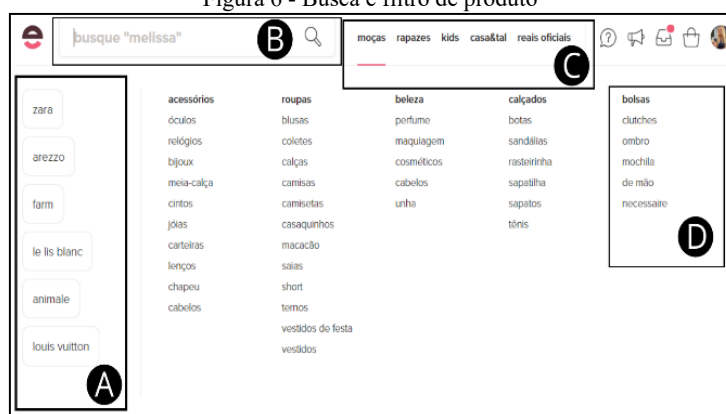 Figura 6 - Busca e filtro de produto
busque "melissa"
B
moças rapazes kids casa&tal reais oficiais
C
zara
arezzo
farm
le lis blanc
animale
louis vuitton
A
acessórios
óculos
relógios
bijoux
meia-calça
cintos
jóias
carteiras
lenços
chapeu
cabelos
roupas
blusas
coletes
calças
camisas
camisetas
casaquinhos
macacão
saias
short
ternos
vestidos de festa
vestidos
beleza
perfume
maquiagem
cosméticos
cabelos
unha
calçados
botas
sandálias
rasteirinha
sapatilha
sapatos
tênis
bolsas
clutches
ombro
mochila
de mão
necessaire
D